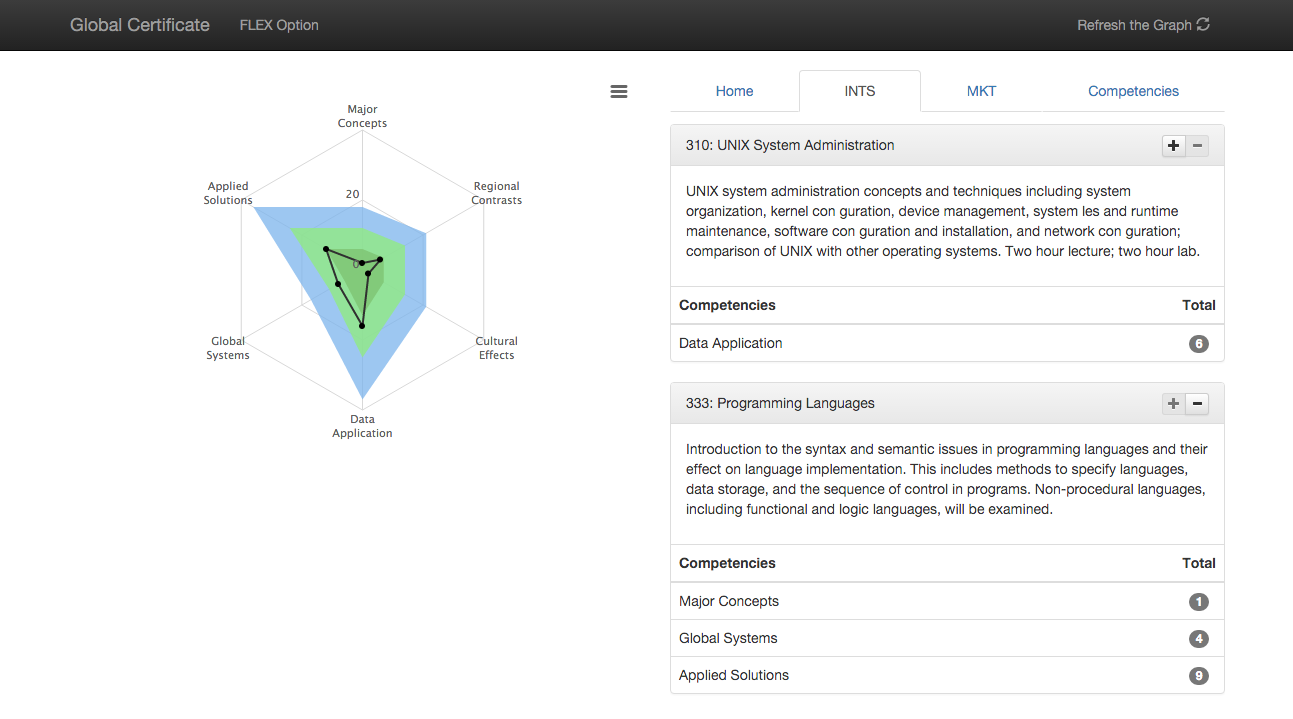 Global Certificate
FLEX Option
Refresh the Graph
Major
Concepts
Regional
Contrasts
Cultural
Effects
Data
Application
Global
Systems
Applied
Solutions
20
0
Home
INTS
MKT
Competencies
310: UNIX System Administration
UNIX system administration concepts and techniques including system
organization, kernel con guration, device management, system les and runtime
maintenance, software con guration and installation, and network con guration;
comparison of UNIX with other operating systems. Two hour lecture; two hour lab.
Competencies Total
Data Application 6
333: Programming Languages
Introduction to the syntax and semantic issues in programming languages and their
effect on language implementation. This includes methods to specify languages,
data storage, and the sequence of control in programs. Non-procedural languages,
including functional and logic languages, will be examined.
Competencies Total
Major Concepts 1
Global Systems 4
Applied Solutions 9